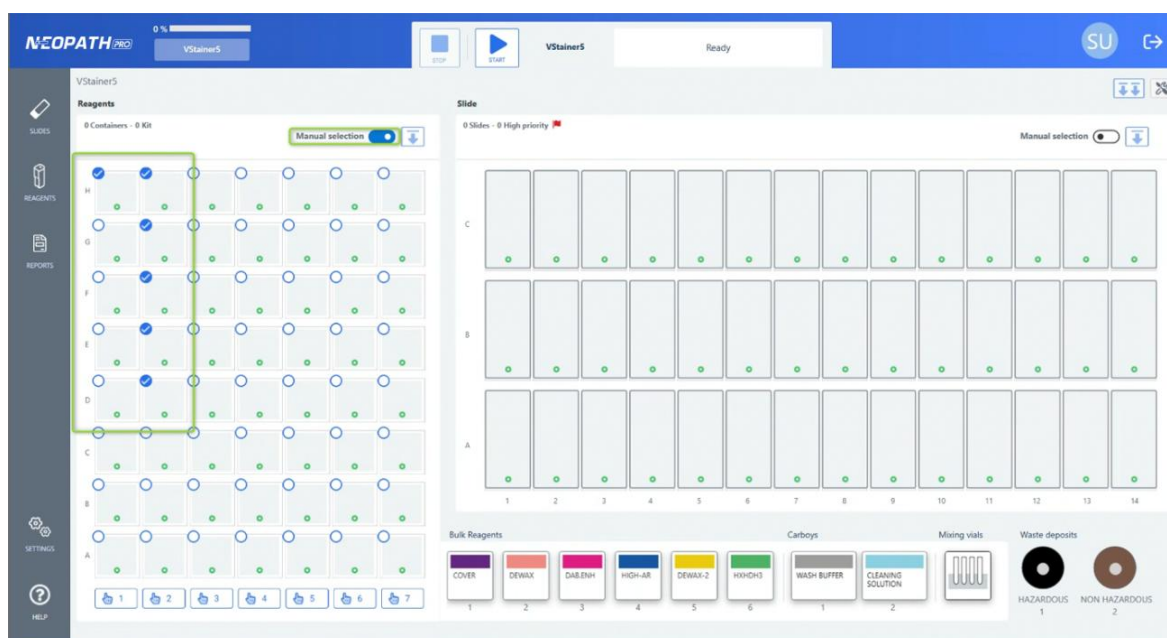 NEOPATH PRO
0 %
VStainer5
STOP
START
VStainer5
Ready
SU
VStainer5
Reagents
Slide
0 Containers - 0 Kit
Manual selection
0 Slides - 0 High priority
Manual selection
SLIDES
REAGENTS
REPORTS
SETTINGS
HELP
H
G
F
E
D
C
B
A
1 2 3 4 5 6 7
C
B
A
1 2 3 4 5 6 7 8 9 10 11 12 13 14
Bulk Reagents
Carboys
Mixing vials
Waste deposits
COVER
DEWAX
DAB.ENH
HIGH-AR
DEWAX-2
HXHDH3
WASH BUFFER
CLEANING
SOLUTION
1 2 3 4 5 6
1 2
HAZARDOUS
1
NON HAZARDOUS
2